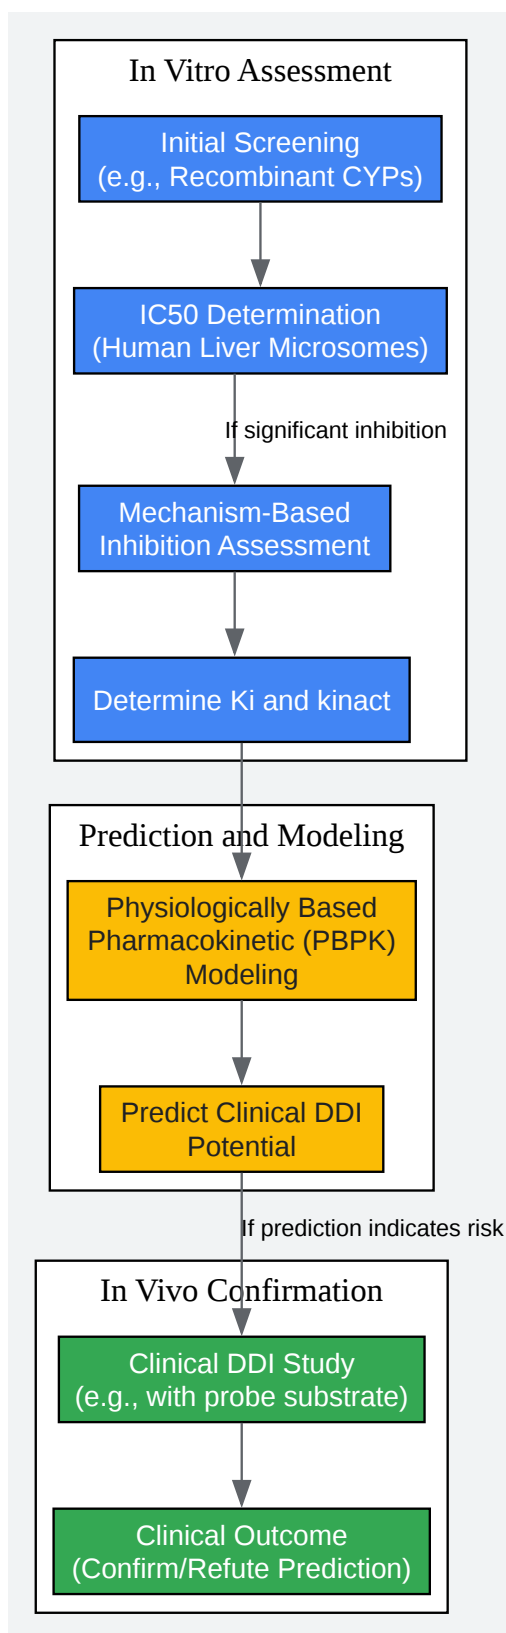 In Vitro Assessment
Initial Screening
(e.g., Recombinant CYPs)
IC50 Determination
(Human Liver Microsomes)
If significant inhibition
Mechanism-Based
Inhibition Assessment
Determine Ki and kinact
Prediction and Modeling
Physiologically Based
Pharmacokinetic (PBPK)
Modeling
Predict Clinical DDI
Potential
If prediction indicates risk
In Vivo Confirmation
Clinical DDI Study
(e.g., with probe substrate)
Clinical Outcome
(Confirm/Refute Prediction)